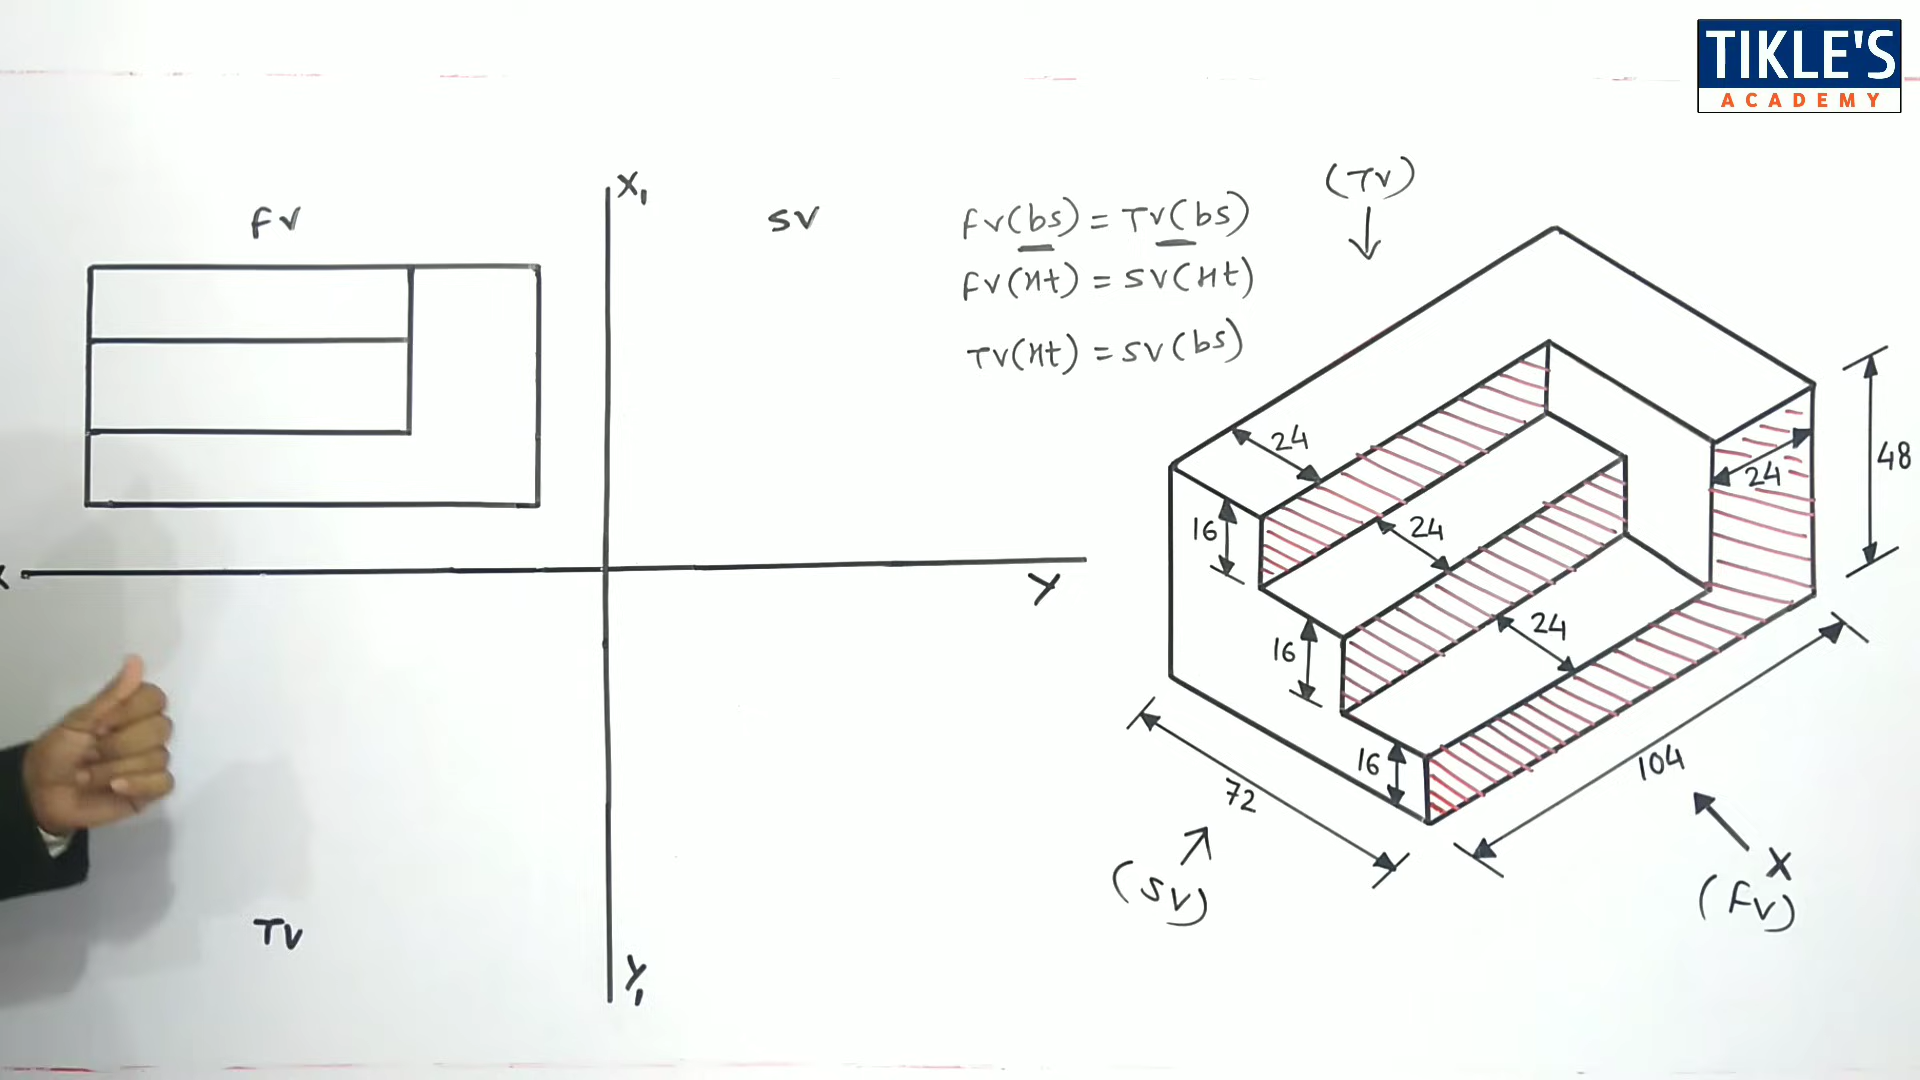 TIKLE'S
ACADEMY
X₁
FV
SV
FV(bs) = TV(bs)
FV(Ht) = SV(Ht)
TV(Ht) = SV(bs)
(TV)
24
16
24
24
48
16
24
16
X
Y
72
104
(SV)
X
(FV)
TV
Y₁